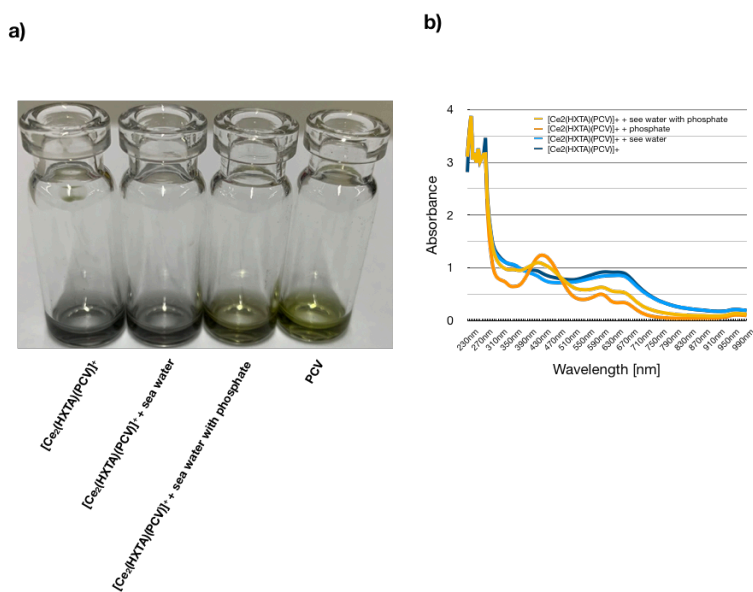 a)
[Ce₂(HXTA)(PCV)]⁺
[Ce₂(HXTA)(PCV)]⁺ + sea water
[Ce₂(HXTA)(PCV)]⁺ + sea water with phosphate
PCV
b)
[Ce2(HXTA)(PCV)]+ + see water with phosphate
[Ce2(HXTA)(PCV)]+ + phosphate
[Ce2(HXTA)(PCV)]+ + see water
[Ce2(HXTA)(PCV)]+
Absorbance
4
3
2
1
0
230nm 270nm 310nm 350nm 390nm 430nm 470nm 510nm 550nm 590nm 630nm 670nm 710nm 750nm 790nm 830nm 870nm 910nm 950nm 990nm
Wavelength [nm]